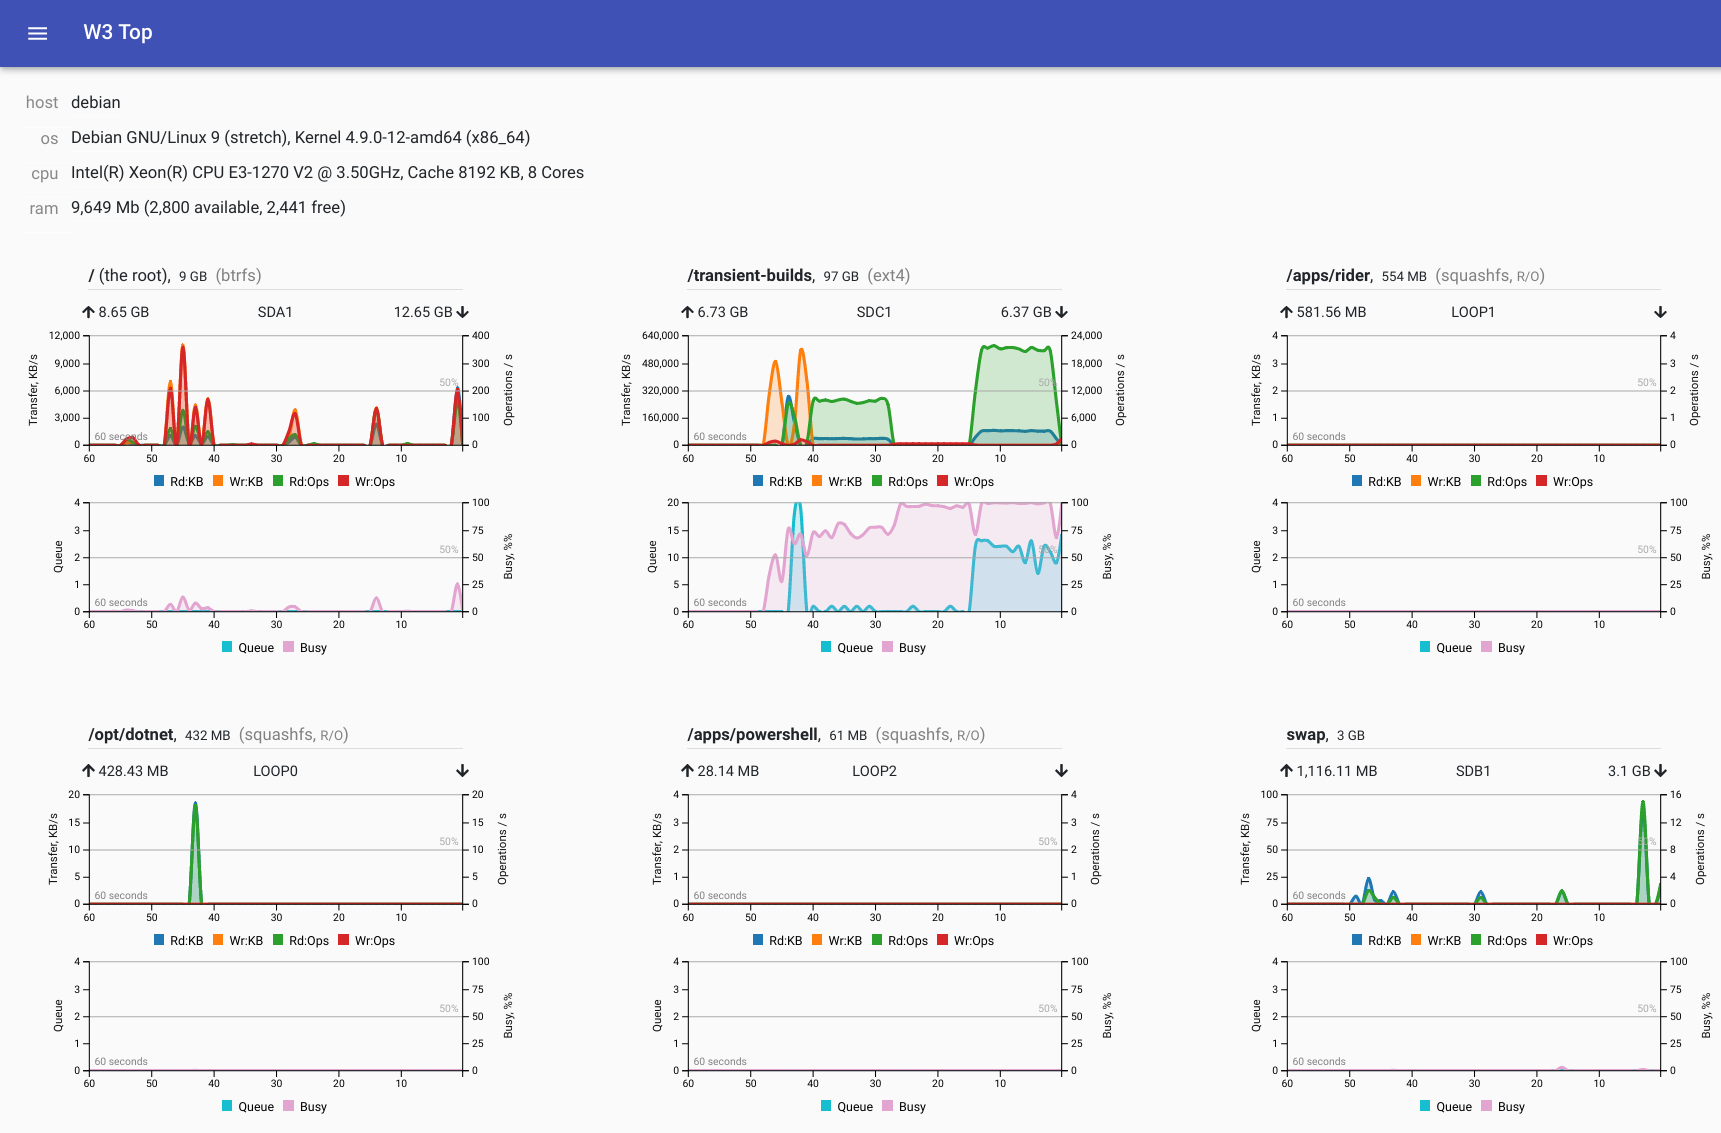 W3 Top
host debian
os Debian GNU/Linux 9 (stretch), Kernel 4.9.0-12-amd64 (x86_64)
cpu Intel(R) Xeon(R) CPU E3-1270 V2 @ 3.50GHz, Cache 8192 KB, 8 Cores
ram 9,649 Mb (2,800 available, 2,441 free)
/ (the root), 9 GB (btrfs)
8.65 GB SDA1 12.65 GB
12,000 9,000 6,000 3,000 0
Transfer, KB/s
400 300 200 100 0
Operations / s
50%
60 seconds
60 50 40 30 20 10
Rd:KB Wr:KB Rd:Ops Wr:Ops
4 3 2 1 0
Queue
100 75 50 25 0
Busy, %%
50%
60 seconds
60 50 40 30 20 10
Queue Busy
/transient-builds, 97 GB (ext4)
6.73 GB SDC1 6.37 GB
640,000 480,000 320,000 160,000 0
Transfer, KB/s
24,000 18,000 12,000 6,000 0
Operations / s
50%
60 seconds
60 50 40 30 20 10
Rd:KB Wr:KB Rd:Ops Wr:Ops
20 15 10 5 0
Queue
100 75 50 25 0
Busy, %%
50%
60 seconds
60 50 40 30 20 10
Queue Busy
/apps/rider, 554 MB (squashfs, R/O)
581.56 MB LOOP1
4 3 2 1 0
Transfer, KB/s
4 3 2 1 0
Operations / s
50%
60 seconds
60 50 40 30 20 10
Rd:KB Wr:KB Rd:Ops Wr:Ops
4 3 2 1 0
Queue
100 75 50 25 0
Busy, %%
50%
60 seconds
60 50 40 30 20 10
Queue Busy
/opt/dotnet, 432 MB (squashfs, R/O)
428.43 MB LOOP0
20 15 10 5 0
Transfer, KB/s
20 15 10 5 0
Operations / s
50%
60 seconds
60 50 40 30 20 10
Rd:KB Wr:KB Rd:Ops Wr:Ops
4 3 2 1 0
Queue
100 75 50 25 0
Busy, %%
50%
60 seconds
60 50 40 30 20 10
Queue Busy
/apps/powershell, 61 MB (squashfs, R/O)
28.14 MB LOOP2
4 3 2 1 0
Transfer, KB/s
4 3 2 1 0
Operations / s
50%
60 seconds
60 50 40 30 20 10
Rd:KB Wr:KB Rd:Ops Wr:Ops
4 3 2 1 0
Queue
100 75 50 25 0
Busy, %%
50%
60 seconds
60 50 40 30 20 10
Queue Busy
swap, 3 GB
1,116.11 MB SDB1 3.1 GB
100 75 50 25 0
Transfer, KB/s
16 12 8 4 0
Operations / s
50%
60 seconds
60 50 40 30 20 10
Rd:KB Wr:KB Rd:Ops Wr:Ops
4 3 2 1 0
Queue
100 75 50 25 0
Busy, %%
50%
60 seconds
60 50 40 30 20 10
Queue Busy